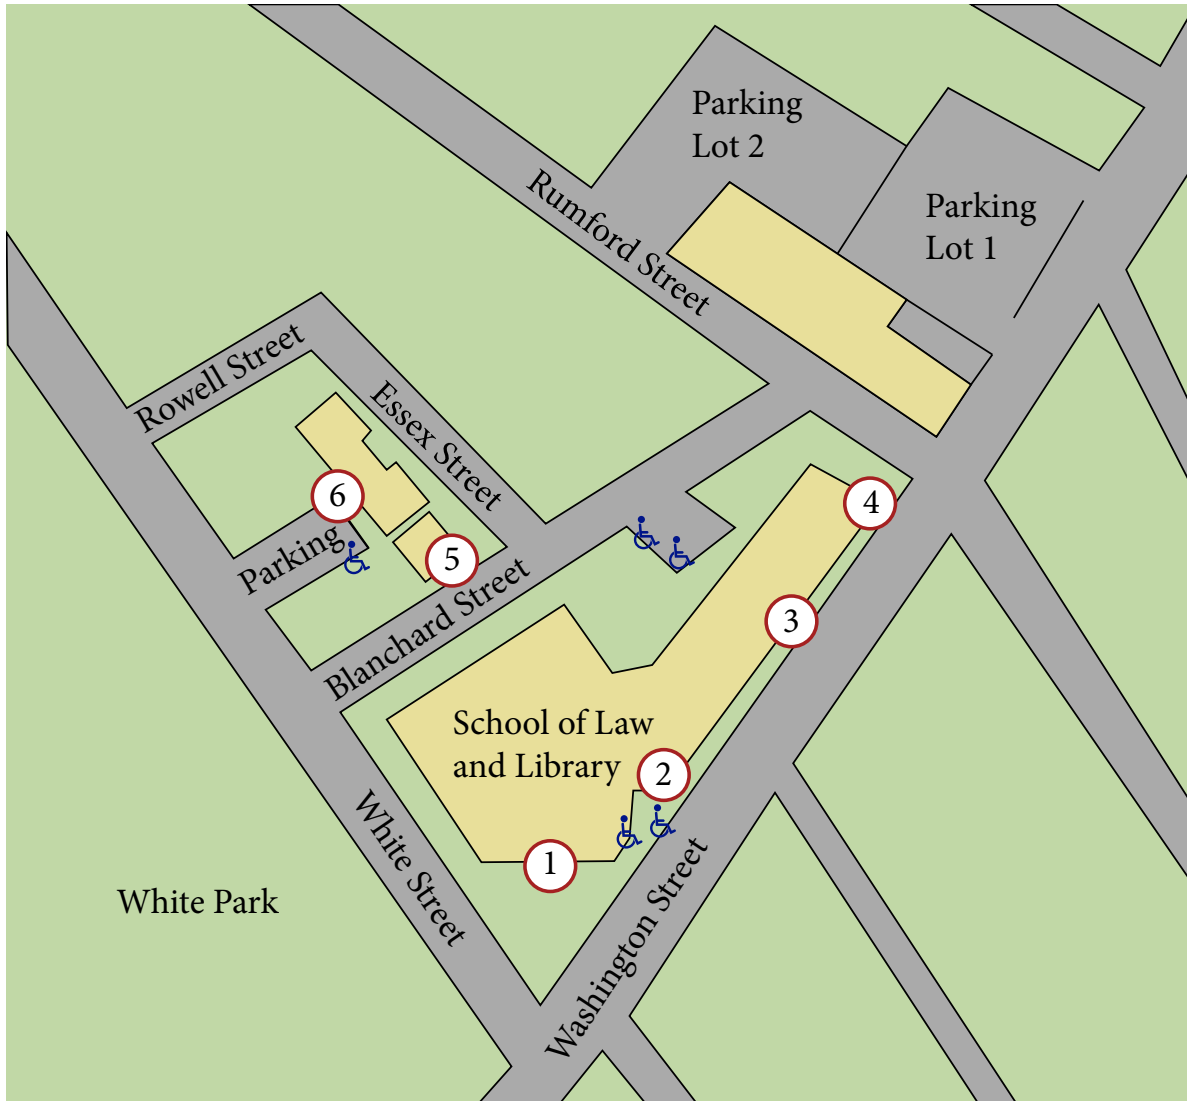 Parking
Lot 2
Parking
Lot 1
Rumford Street
Rowell Street
Essex Street
6
4
Parking
5
Blanchard Street
3
School of Law
and Library
2
1
White Street
Washington Street
White Park